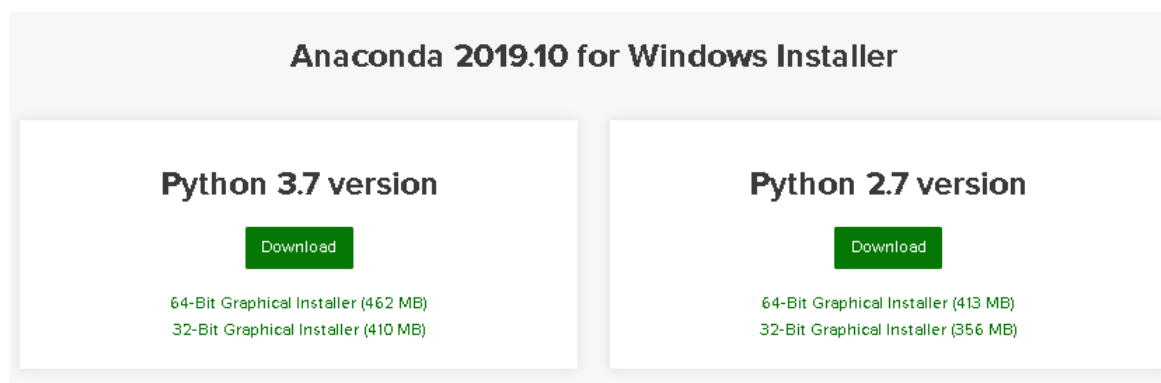 Anaconda 2019.10 for Windows Installer
Python 3.7 version
Download
64-Bit Graphical Installer (462 MB)
32-Bit Graphical Installer (410 MB)
Python 2.7 version
Download
64-Bit Graphical Installer (413 MB)
32-Bit Graphical Installer (356 MB)